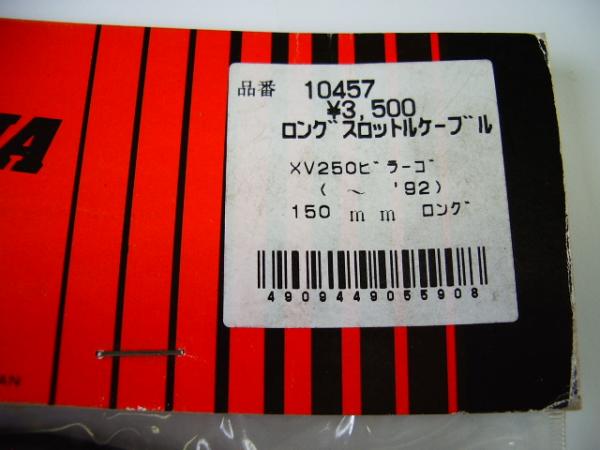 品番 10457
¥3,500
ロングスロットルケーブル
XV250ビラーゴ
( ～ '92)
150 mm ロング
4909449055908